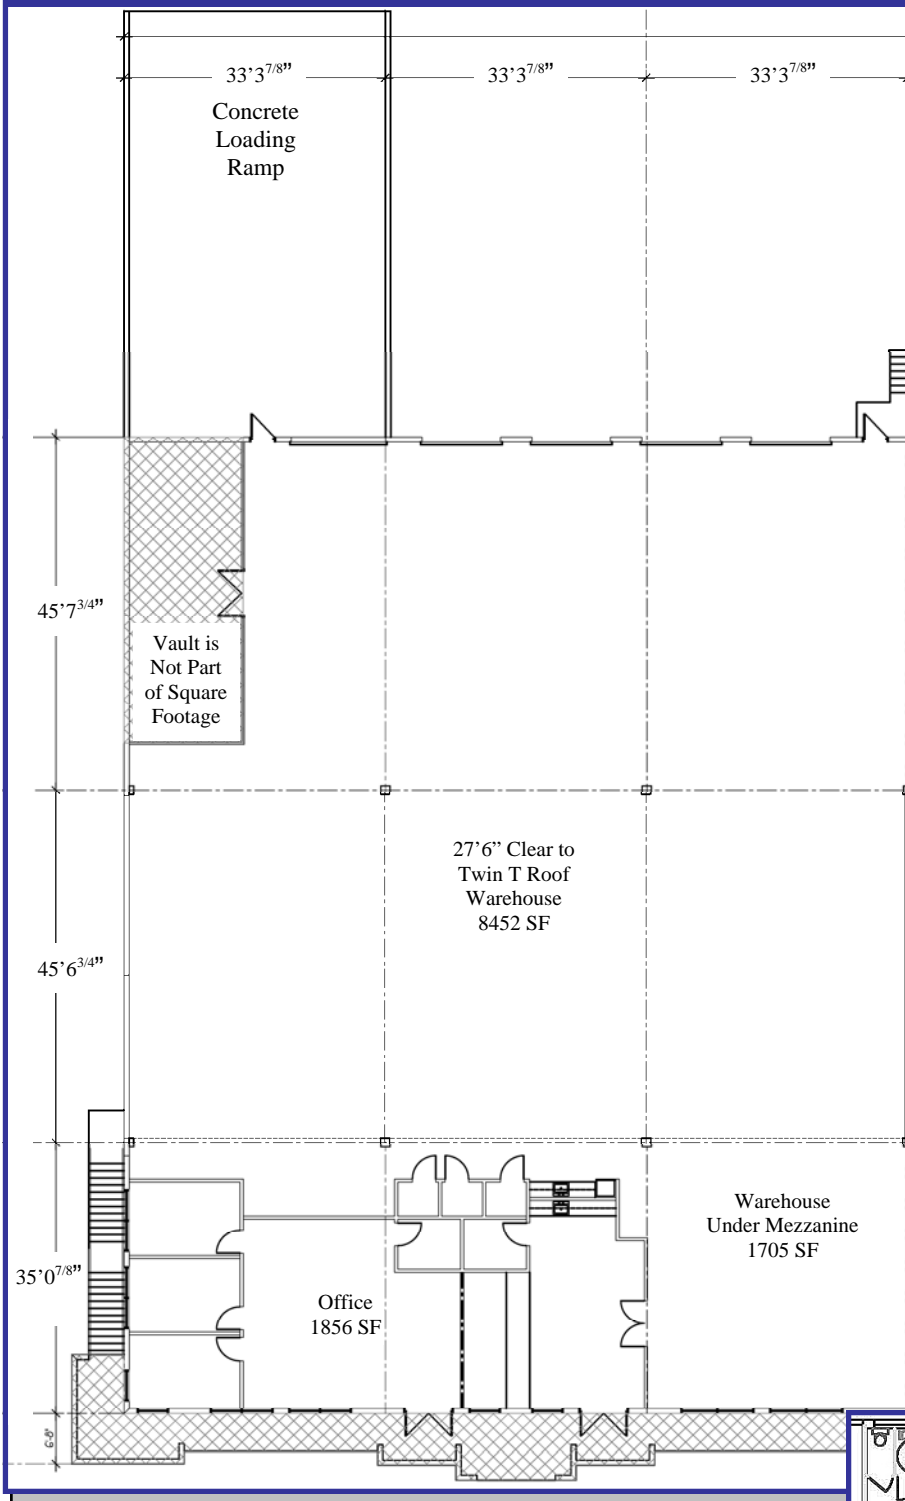 33'3 7/8” 33'3 7/8” 33'3 7/8”
Concrete
Loading
Ramp
45'7 3/4”
Vault is
Not Part
of Square
Footage
27'6” Clear to
Twin T Roof
Warehouse
8452 SF
45'6 3/4”
Warehouse
Under Mezzanine
1705 SF
35'0 7/8”
Office
1856 SF
6'-8"